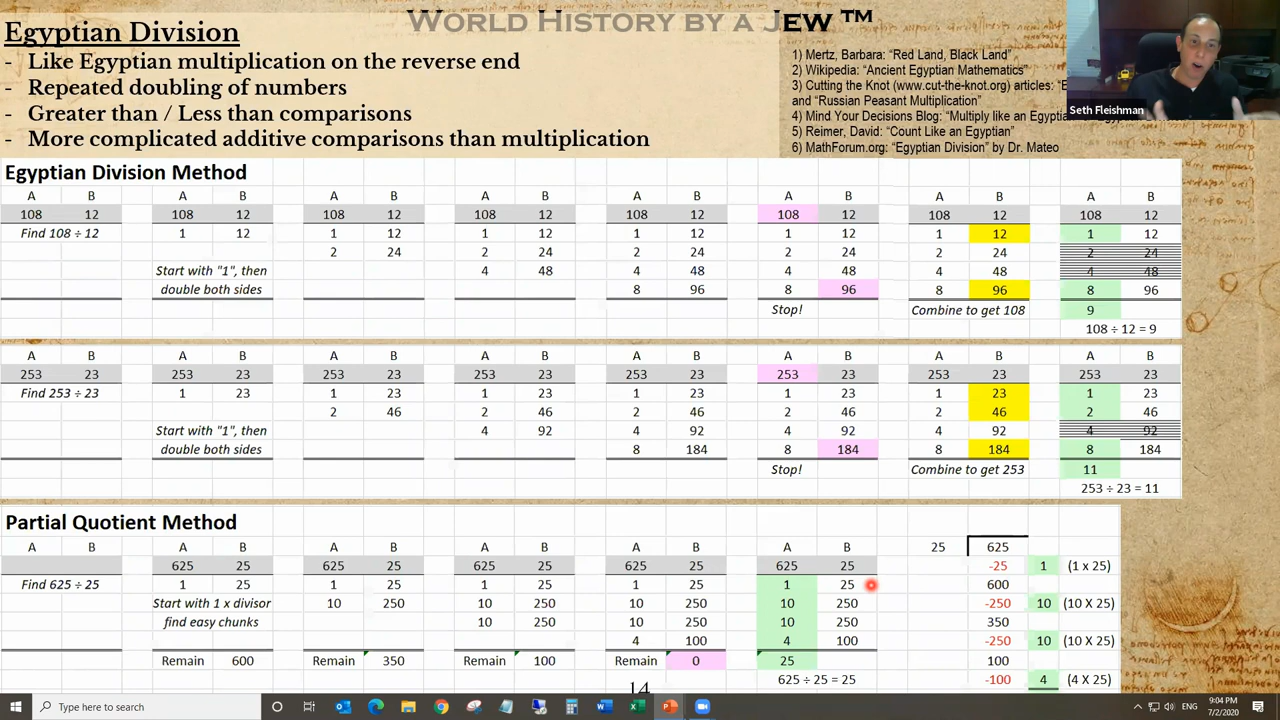 World History by a Jew ™
Egyptian Division
- Like Egyptian multiplication on the reverse end
- Repeated doubling of numbers
- Greater than / Less than comparisons
- More complicated additive comparisons than multiplication
1) Mertz, Barbara: "Red Land, Black Land"
2) Wikipedia: "Ancient Egyptian Mathematics"
3) Cutting the Knot (www.cut-the-knot.org) articles: "E
and "Russian Peasant Multiplication"
4) Mind Your Decisions Blog: "Multiply like an Egyptia
5) Reimer, David: "Count Like an Egyptian"
6) MathForum.org: "Egyptian Division" by Dr. Mateo
Seth Fleishman
Egyptian Division Method
A B A B A B A B A B A B A B A B
108 12 108 12 108 12 108 12 108 12 108 12 108 12 108 12
Find 108 ÷ 12 1 12 1 12 1 12 1 12 1 12 1 12 1 12
2 24 2 24 2 24 2 24 2 24 2 24
Start with "1", then 4 48 4 48 4 48 4 48 4 48
double both sides 8 96 8 96 8 96 8 96
Stop! Combine to get 108 9
108 ÷ 12 = 9
A B A B A B A B A B A B A B A B
253 23 253 23 253 23 253 23 253 23 253 23 253 23 253 23
Find 253 ÷ 23 1 23 1 23 1 23 1 23 1 23 1 23 1 23
2 46 2 46 2 46 2 46 2 46 2 46
Start with "1", then 4 92 4 92 4 92 4 92 4 92
double both sides 8 184 8 184 8 184 8 184
Stop! Combine to get 253 11
253 ÷ 23 = 11
Partial Quotient Method
A B A B A B A B A B A B 25 625
625 25 625 25 625 25 625 25 625 25 -25 1 (1 x 25)
Find 625 ÷ 25 1 25 1 25 1 25 1 25 1 25 600
Start with 1 x divisor 10 250 10 250 10 250 10 250 -250 10 (10 X 25)
find easy chunks 10 250 10 250 10 250 350
4 100 4 100 -250 10 (10 X 25)
Remain 600 Remain 350 Remain 100 Remain 0 25 100
625 ÷ 25 = 25 -100 4 (4 X 25)
14
Type here to search
ENG
9:04 PM
7/2/2020